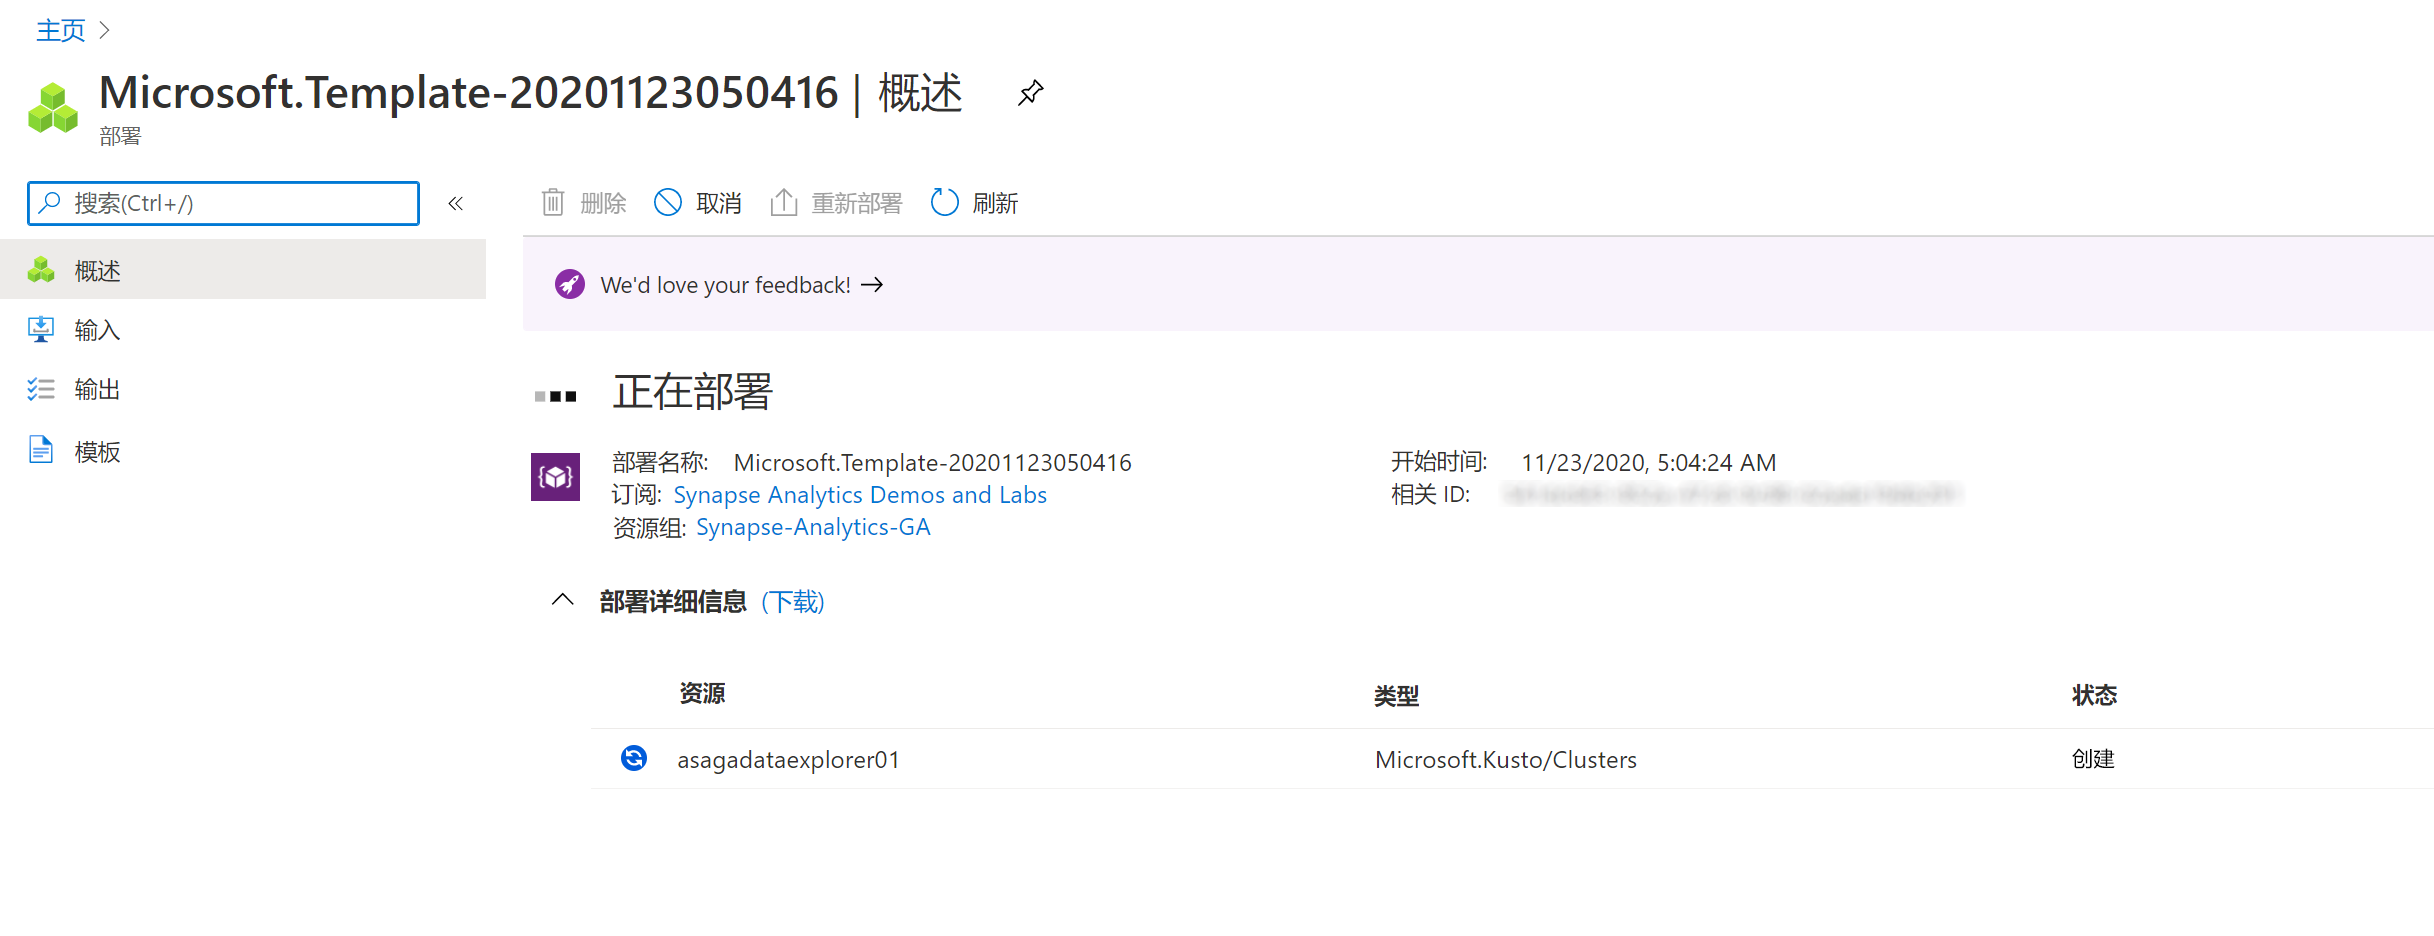 主页
Microsoft.Template-20201123050416 | 概述
部署
搜索(Ctrl+/)
«
删除 取消 重新部署 刷新
概述
输入
输出
模板
We'd love your feedback! →
正在部署
部署名称: Microsoft.Template-20201123050416
订阅: Synapse Analytics Demos and Labs
资源组: Synapse-Analytics-GA
开始时间: 11/23/2020, 5:04:24 AM
相关 ID:
部署详细信息 (下载)
资源 类型 状态
asagadataexplorer01 Microsoft.Kusto/Clusters 创建